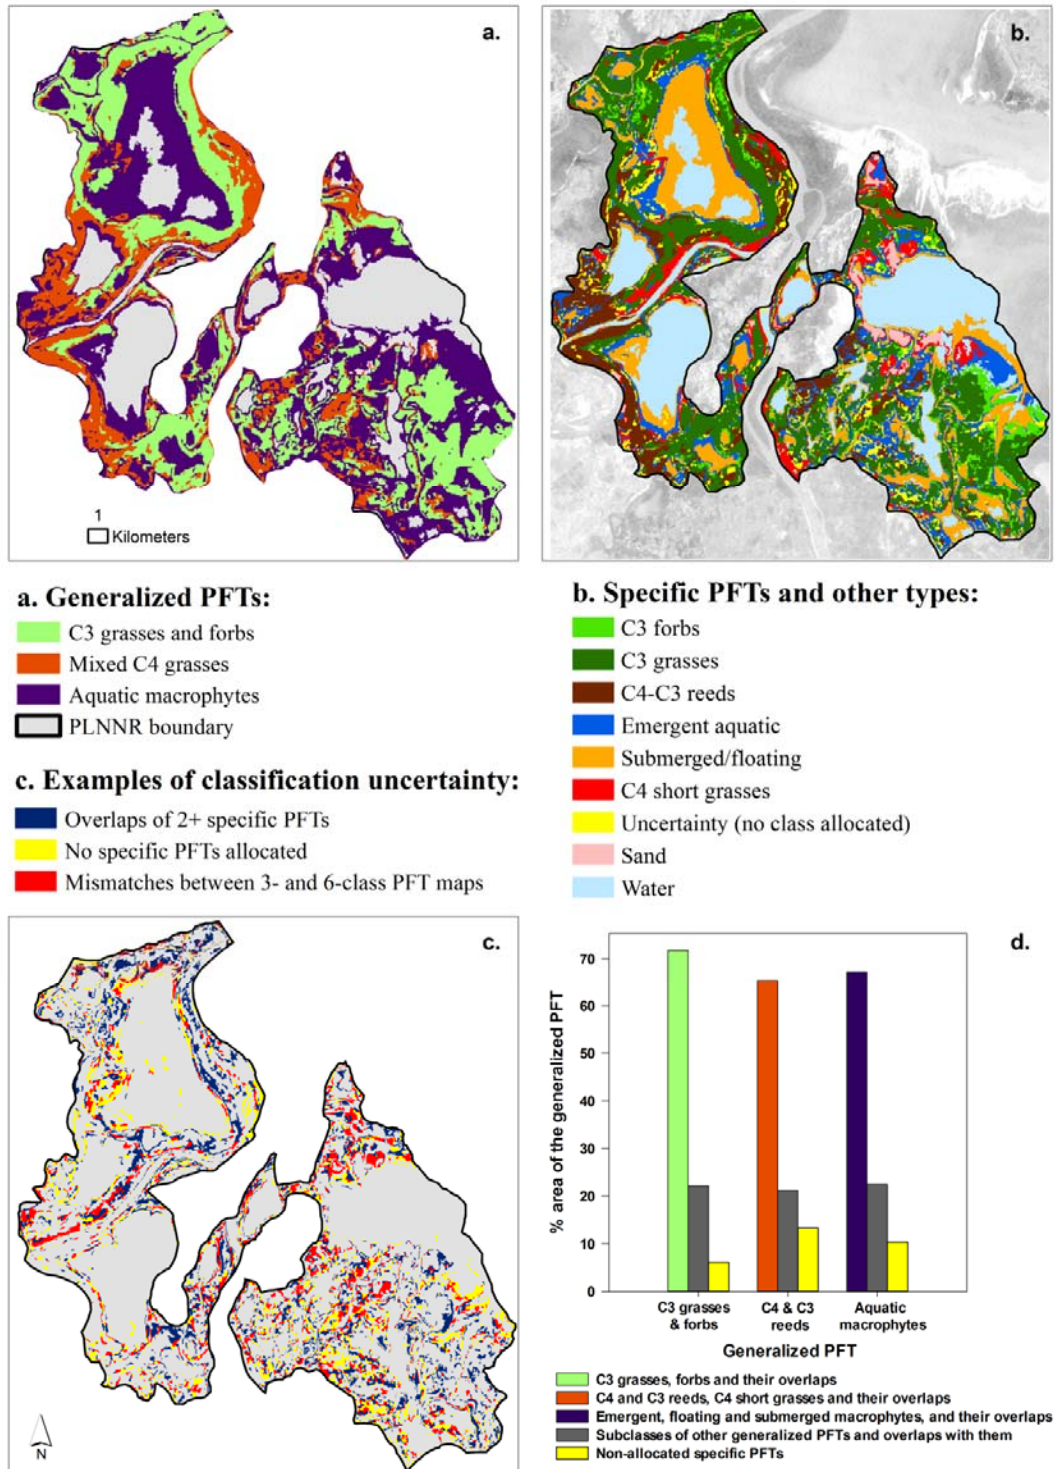 a.
1
Kilometers
b.
a. Generalized PFTs:
C3 grasses and forbs
Mixed C4 grasses
Aquatic macrophytes
PLNNR boundary
c. Examples of classification uncertainty:
Overlaps of 2+ specific PFTs
No specific PFTs allocated
Mismatches between 3- and 6-class PFT maps
b. Specific PFTs and other types:
C3 forbs
C3 grasses
C4-C3 reeds
Emergent aquatic
Submerged/floating
C4 short grasses
Uncertainty (no class allocated)
Sand
Water
c.
N
d.
% area of the generalized PFT
70
60
50
40
30
20
10
0
C3 grasses
& forbs
C4 & C3
reeds
Aquatic
macrophytes
Generalized PFT
C3 grasses, forbs and their overlaps
C4 and C3 reeds, C4 short grasses and their overlaps
Emergent, floating and submerged macrophytes, and their overlaps
Subclasses of other generalized PFTs and overlaps with them
Non-allocated specific PFTs